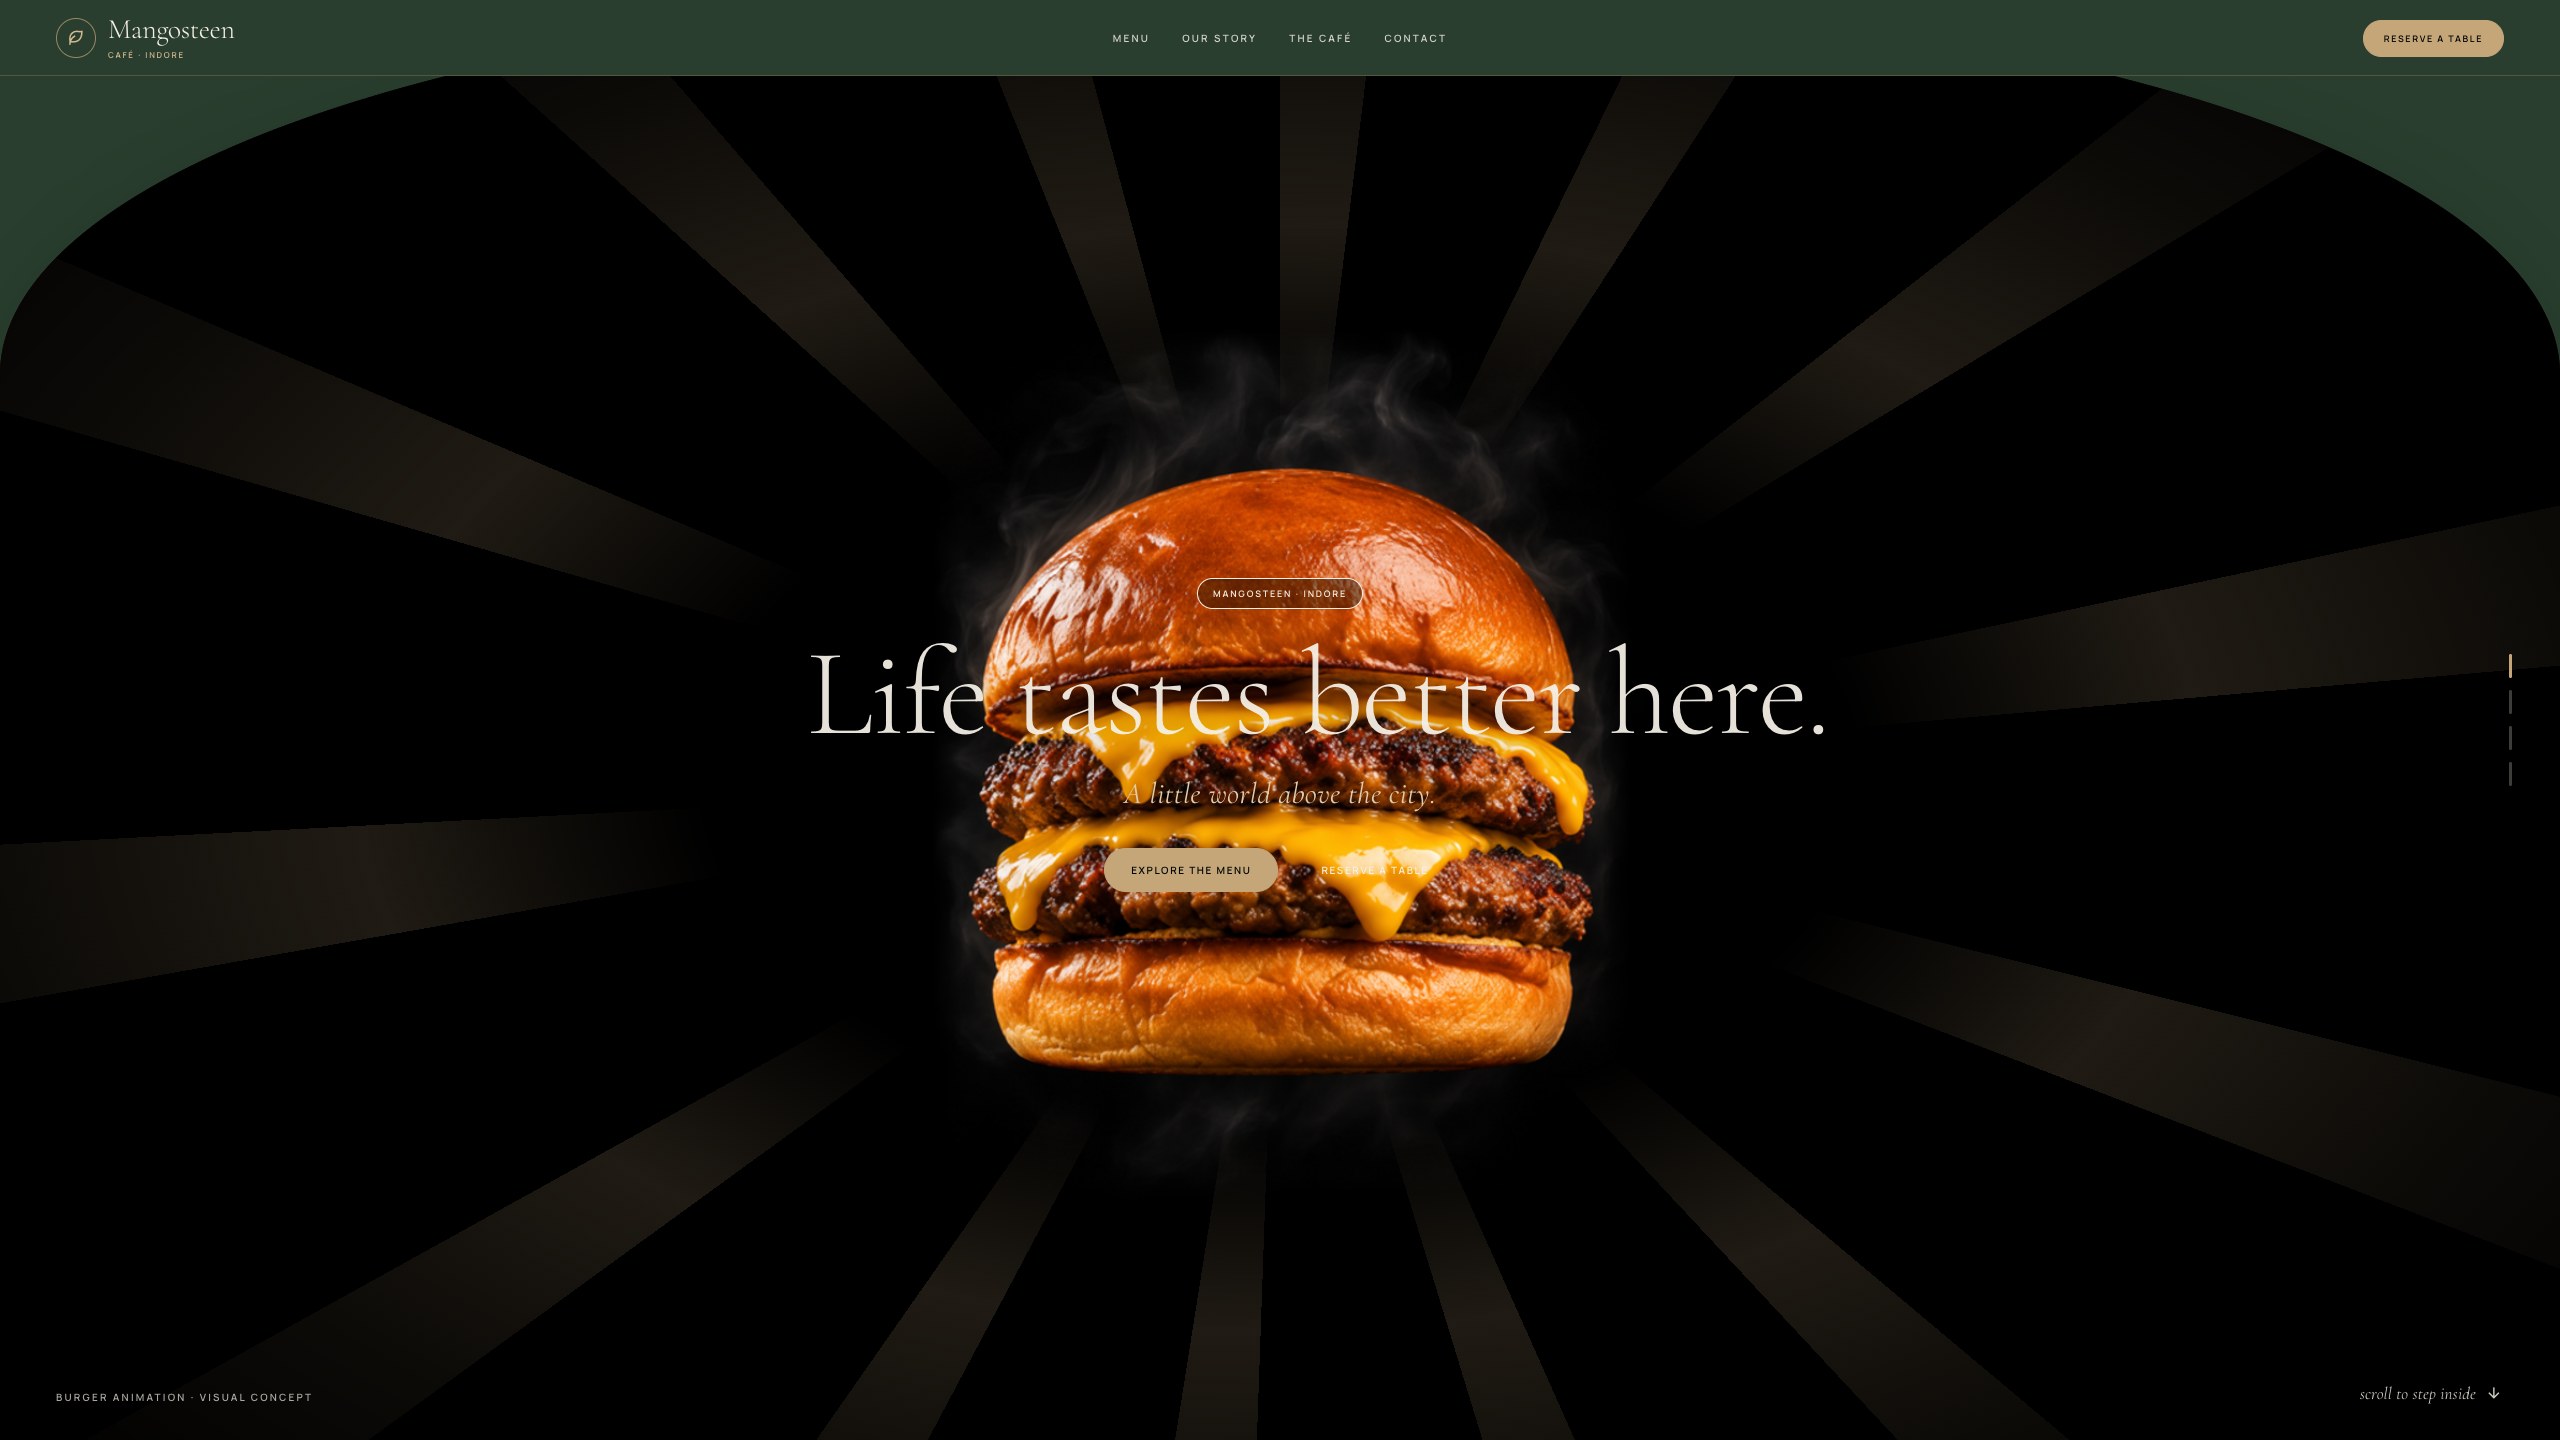 Mangosteen
CAFÉ · INDORE
MENU
OUR STORY
THE CAFÉ
CONTACT
RESERVE A TABLE
MANGOSTEEN · INDORE
Life tastes better here.
A little world above the city.
EXPLORE THE MENU
RESERVE A TABLE
BURGER ANIMATION · VISUAL CONCEPT
scroll to step inside